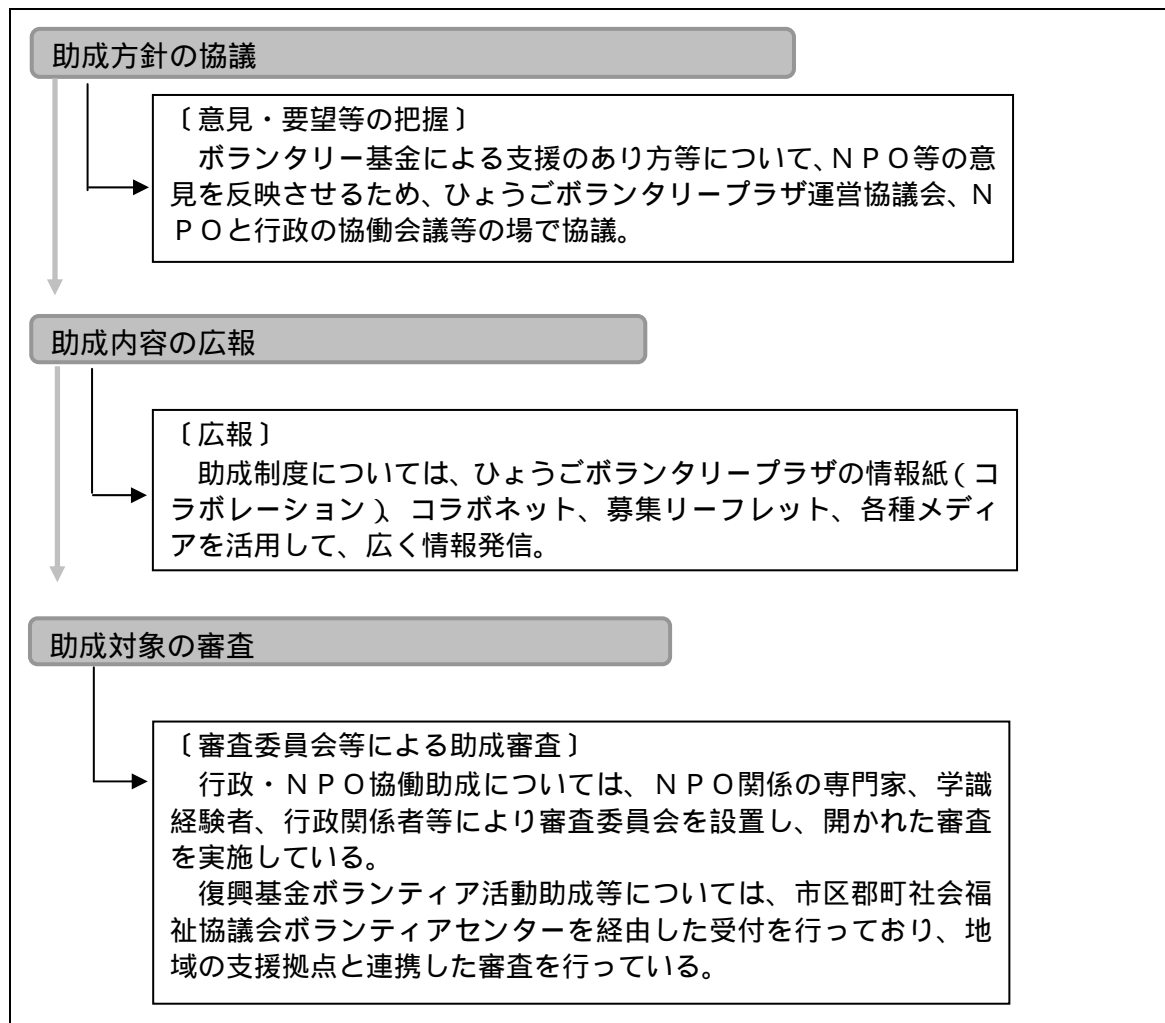 助成方針の協議
〔意見・要望等の把握〕
ボランタリー基金による支援のあり方等について、ＮＰＯ等の意
見を反映させるため、ひょうごボランタリープラザ運営協議会、Ｎ
ＰＯと行政の協働会議等の場で協議。
助成内容の広報
〔広報〕
助成制度については、ひょうごボランタリープラザの情報紙（コ
ラボレーション）、コラボネット、募集リーフレット、各種メディ
アを活用して、広く情報発信。
助成対象の審査
〔審査委員会等による助成審査〕
行政・ＮＰＯ協働助成については、ＮＰＯ関係の専門家、学識
経験者、行政関係者等により審査委員会を設置し、開かれた審査
を実施している。
復興基金ボランティア活動助成等については、市区郡町社会福
祉協議会ボランティアセンターを経由した受付を行っており、地
域の支援拠点と連携した審査を行っている。